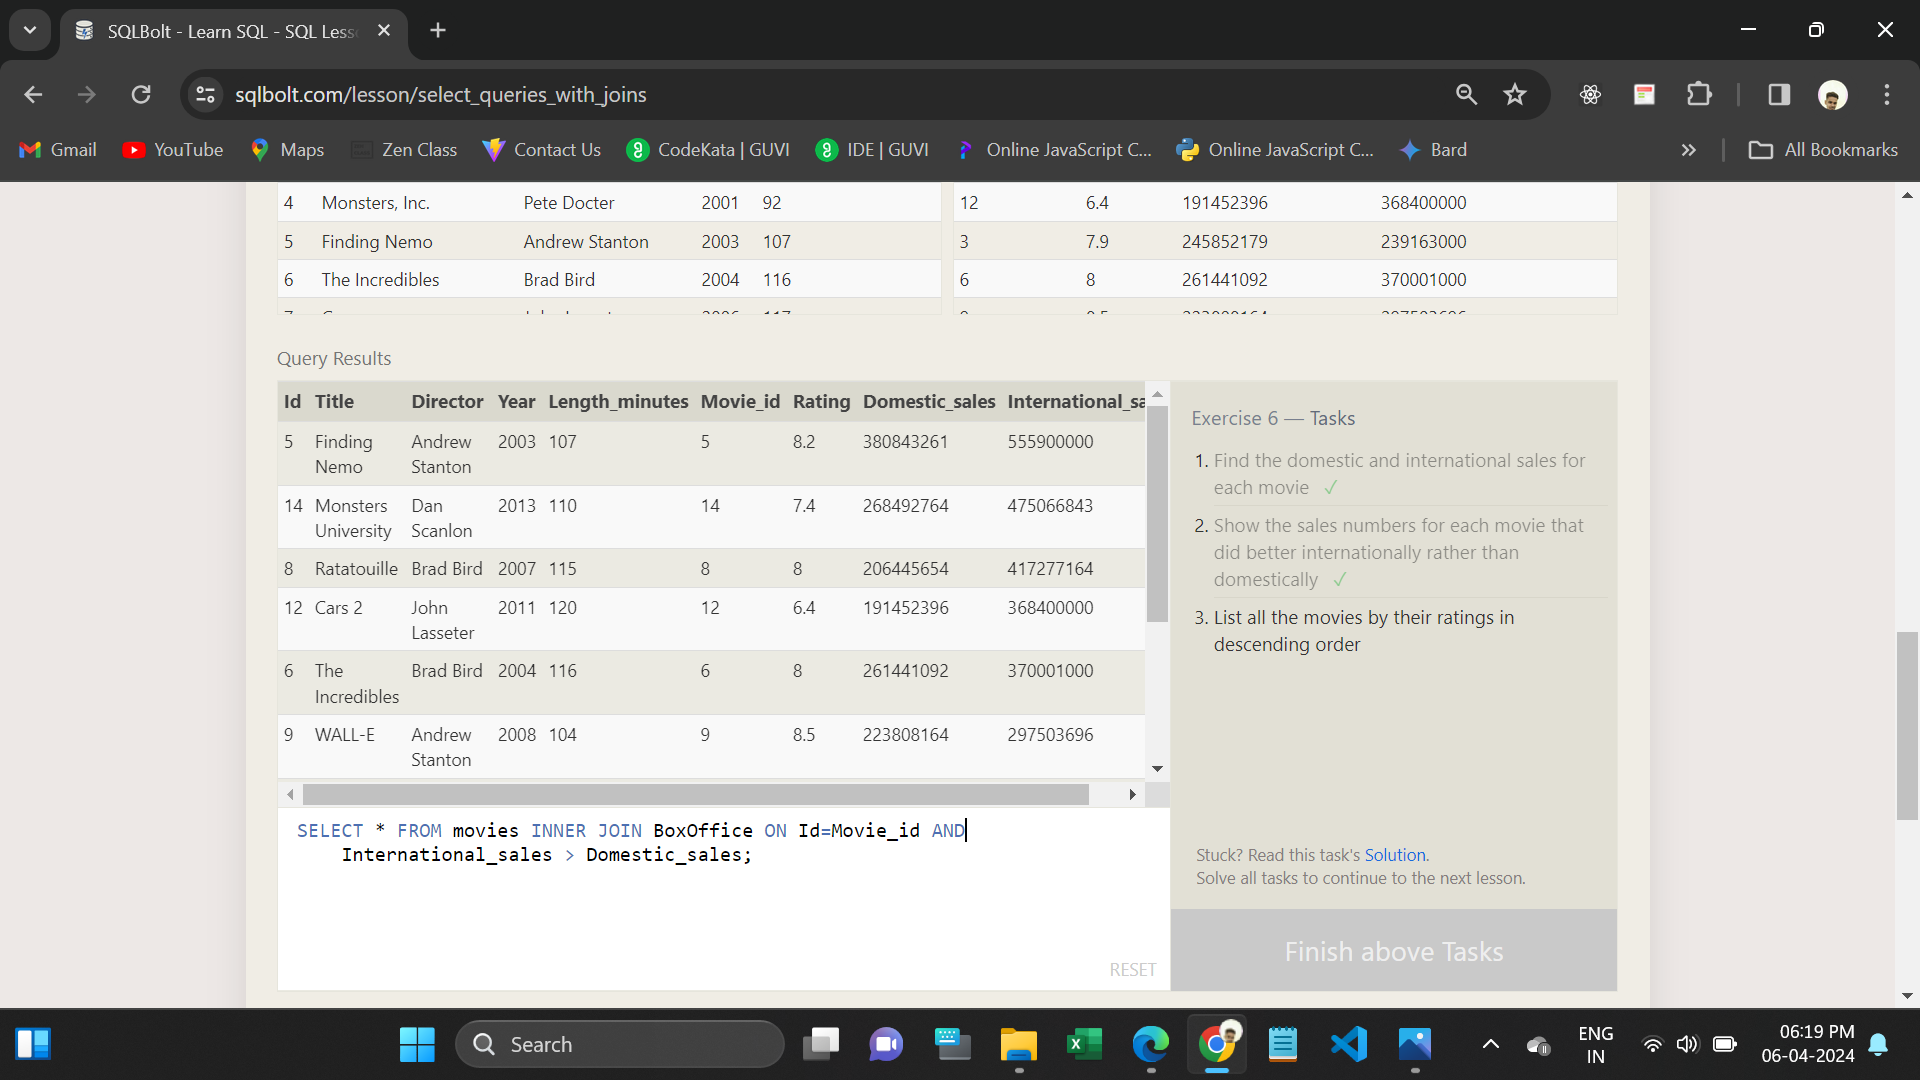 SQLBolt - Learn SQL - SQL Less
sqlbolt.com/lesson/select_queries_with_joins
Gmail YouTube Maps Zen Class Contact Us CodeKata | GUVI IDE | GUVI Online JavaScript C... Online JavaScript C... Bard » All Bookmarks
4 Monsters, Inc. Pete Docter 2001 92 12 6.4 191452396 368400000
5 Finding Nemo Andrew Stanton 2003 107 3 7.9 245852179 239163000
6 The Incredibles Brad Bird 2004 116 6 8 261441092 370001000
Query Results
Id Title Director Year Length_minutes Movie_id Rating Domestic_sales International_sa
5 Finding Andrew 2003 107 5 8.2 380843261 555900000
Nemo Stanton
14 Monsters Dan 2013 110 14 7.4 268492764 475066843
University Scanlon
8 Ratatouille Brad Bird 2007 115 8 8 206445654 417277164
12 Cars 2 John 2011 120 12 6.4 191452396 368400000
Lasseter
6 The Brad Bird 2004 116 6 8 261441092 370001000
Incredibles
9 WALL-E Andrew 2008 104 9 8.5 223808164 297503696
Stanton
SELECT * FROM movies INNER JOIN BoxOffice ON Id=Movie_id AND
International_sales > Domestic_sales;
RESET
Exercise 6 — Tasks
1. Find the domestic and international sales for
each movie ✓
2. Show the sales numbers for each movie that
did better internationally rather than
domestically ✓
3. List all the movies by their ratings in
descending order
Stuck? Read this task's Solution.
Solve all tasks to continue to the next lesson.
Finish above Tasks
Search
ENG
IN
06:19 PM
06-04-2024